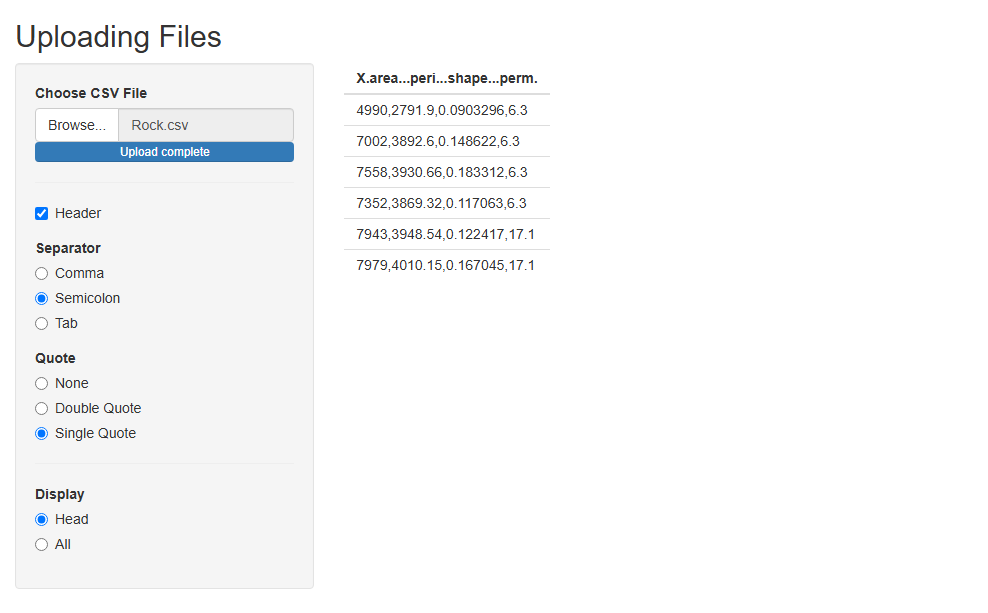 Uploading Files
Choose CSV File
Browse... Rock.csv
Upload complete
Header
Separator
Comma
Semicolon
Tab
Quote
None
Double Quote
Single Quote
Display
Head
All
X.area...peri...shape...perm.
4990,2791.9,0.0903296,6.3
7002,3892.6,0.148622,6.3
7558,3930.66,0.183312,6.3
7352,3869.32,0.117063,6.3
7943,3948.54,0.122417,17.1
7979,4010.15,0.167045,17.1